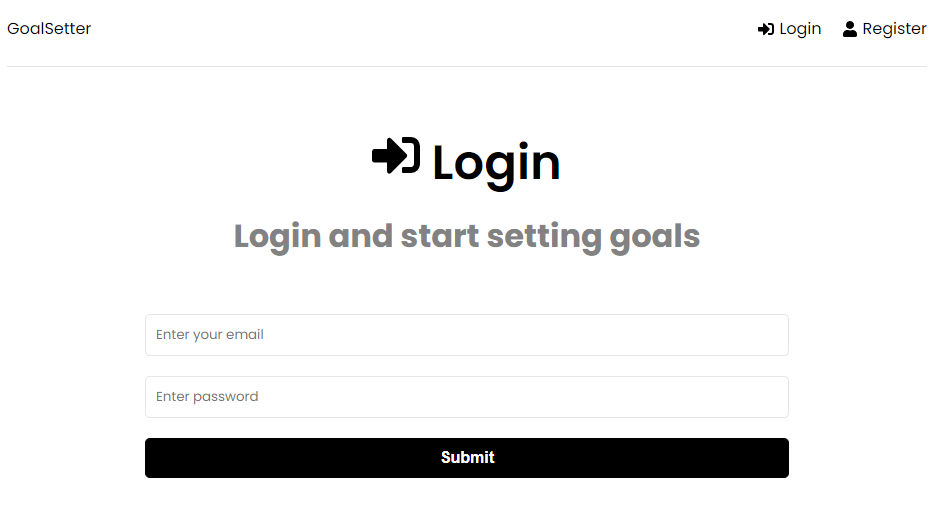 GoalSetter Login Register
Login
Login and start setting goals
Enter your email
Enter password
Submit